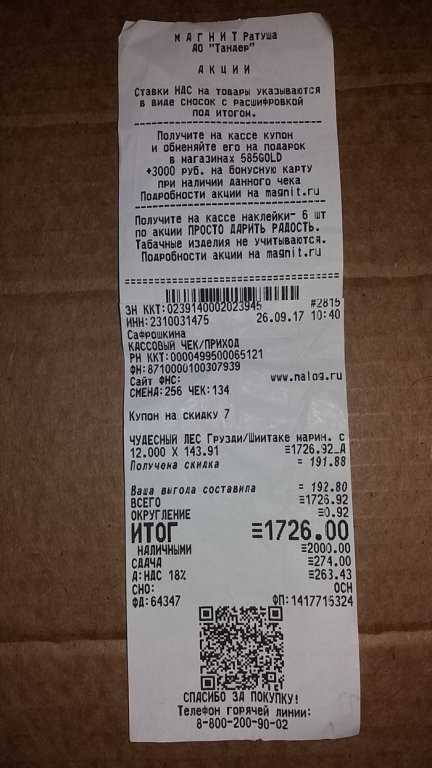 МАГНИТ Ратуша
АО "Тандер"
АКЦИИ
Ставки НДС на товары указываются
в виде сносок с расшифровкой
под итогом.
Получите на кассе купон
и обменяйте его на подарок
в магазинах 585GOLD
+3000 руб. на бонусную карту
при наличии данного чека
Подробности акции на magnit.ru
Получите на кассе наклейки- 6 шт
по акции ПРОСТО ДАРИТЬ РАДОСТЬ.
Табачные изделия не учитываются.
Подробности акции на magnit.ru
ЗН ККТ:0239140002023945 #2815
ИНН:2310031475 26.09.17 10:40
Сафрошкина
КАССОВЫЙ ЧЕК/ПРИХОД
РН ККТ:0000499500065121
ФН:8710000100307939
Сайт ФНС: www.nalog.ru
СМЕНА:256 ЧЕК:134
Купон на скидку 7
ЧУДЕСНЫЙ ЛЕС Грузди/Шиитаке марин. с
12.000 X 143.91 ≡1726.92_А
Получена скидка = 191.88
Ваша выгода составила = 192.80
ВСЕГО ≡1726.92
ОКРУГЛЕНИЕ ≡0.92
ИТОГ ≡1726.00
НАЛИЧНЫМИ ≡2000.00
СДАЧА ≡274.00
А:НДС 18% ≡263.43
СНО: ОСН
ФД:64347 ФП:1417715324
СПАСИБО ЗА ПОКУПКУ!
Телефон горячей линии:
8-800-200-90-02